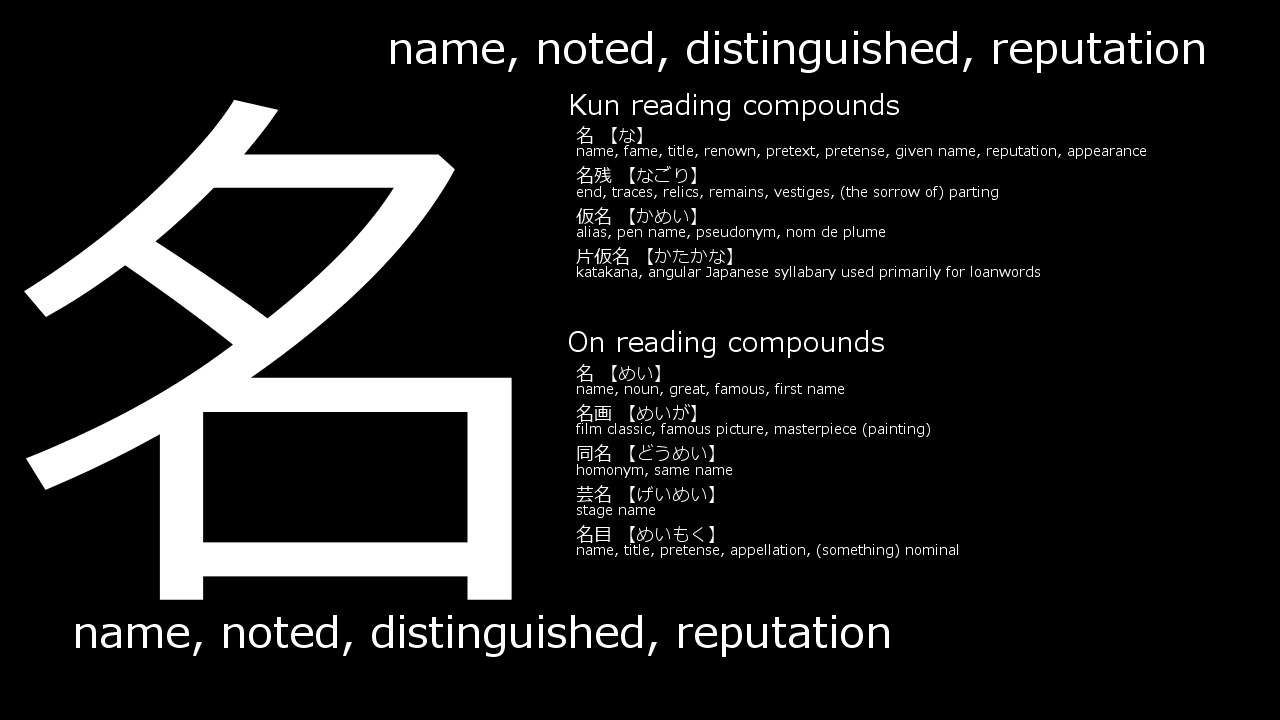 name, noted, distinguished, reputation
名
Kun reading compounds
名 【な】
name, fame, title, renown, pretext, pretense, given name, reputation, appearance
名残 【なごり】
end, traces, relics, remains, vestiges, (the sorrow of) parting
仮名 【かめい】
alias, pen name, pseudonym, nom de plume
片仮名 【かたかな】
katakana, angular Japanese syllabary used primarily for loanwords
On reading compounds
名 【めい】
name, noun, great, famous, first name
名画 【めいが】
film classic, famous picture, masterpiece (painting)
同名 【どうめい】
homonym, same name
芸名 【げいめい】
stage name
名目 【めいもく】
name, title, pretense, appellation, (something) nominal
name, noted, distinguished, reputation